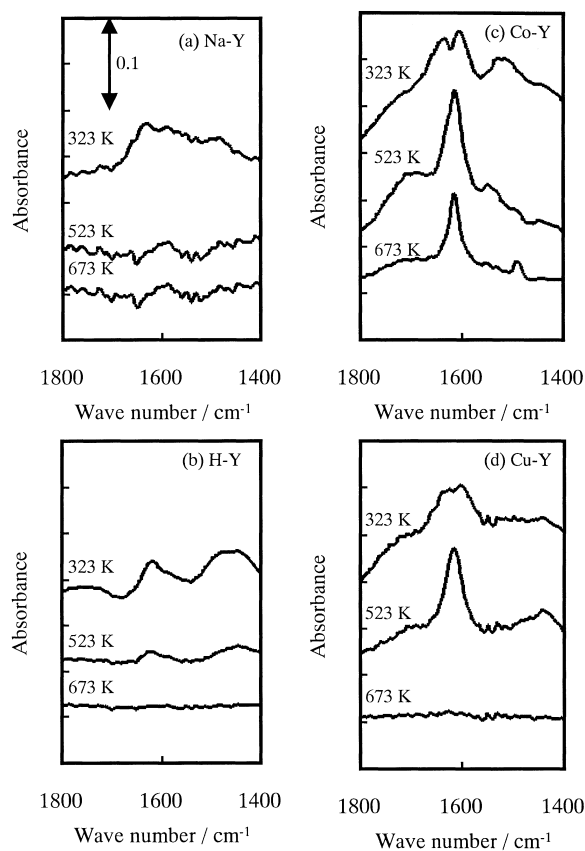 (a) Na-Y
0.1
323 K
523 K
673 K
Absorbance
1800 1600 1400
Wave number / cm⁻¹
(c) Co-Y
323 K
523 K
673 K
Absorbance
1800 1600 1400
Wave number / cm⁻¹
(b) H-Y
323 K
523 K
673 K
Absorbance
1800 1600 1400
Wave number / cm⁻¹
(d) Cu-Y
323 K
523 K
673 K
Absorbance
1800 1600 1400
Wave number / cm⁻¹